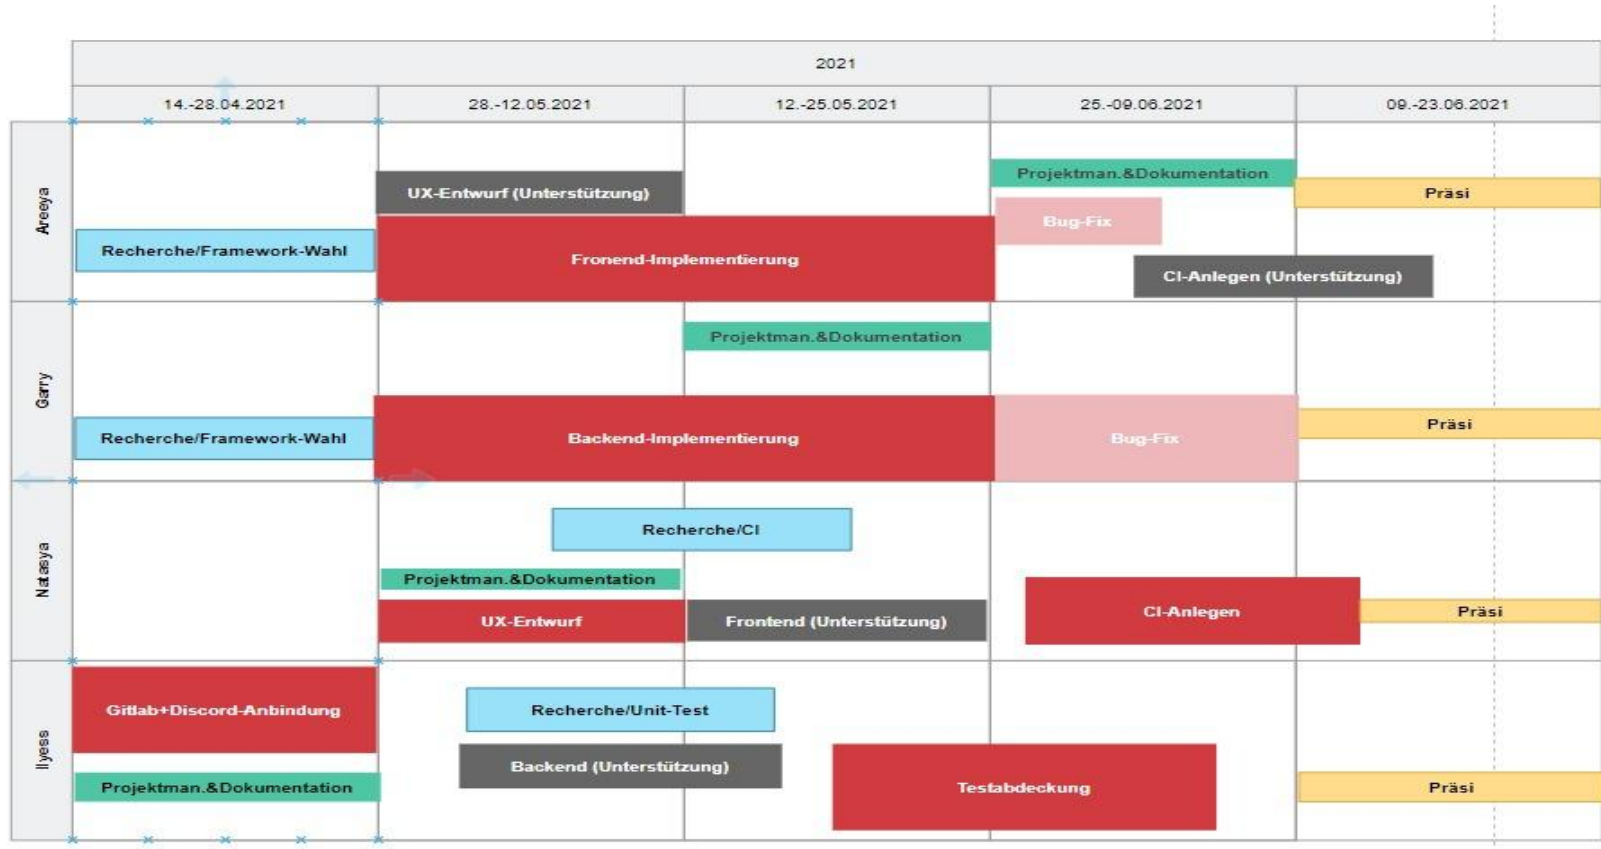 2021
14.-28.04.2021
28.-12.05.2021
12.-25.05.2021
25.-09.06.2021
09.-23.06.2021
Areeya
Projektman.&Dokumentation
UX-Entwurf (Unterstützung)
Präsi
Bug-Fix
Recherche/Framework-Wahl
Fronend-Implementierung
CI-Anlegen (Unterstützung)
Garry
Projektman.&Dokumentation
Präsi
Recherche/Framework-Wahl
Backend-Implementierung
Bug-Fix
Natasya
Recherche/CI
Projektman.&Dokumentation
CI-Anlegen
Präsi
UX-Entwurf
Frontend (Unterstützung)
Ilyess
Gitlab+Discord-Anbindung
Recherche/Unit-Test
Backend (Unterstützung)
Projektman.&Dokumentation
Testabdeckung
Präsi